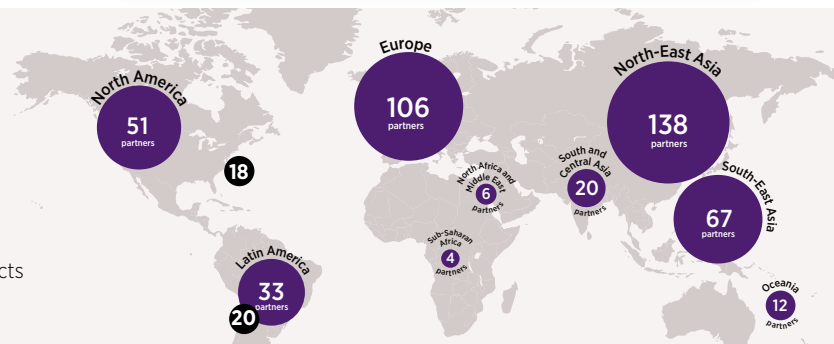 Europe
106
partners
North-East Asia
138
partners
North America
51
partners
18
South and
Central Asia
20
partners
North Africa and
Middle East
6
partners
South-East Asia
67
partners
Sub-Saharan
Africa
4
partners
Latin America
33
partners
20
cts
Oceania
12
partners